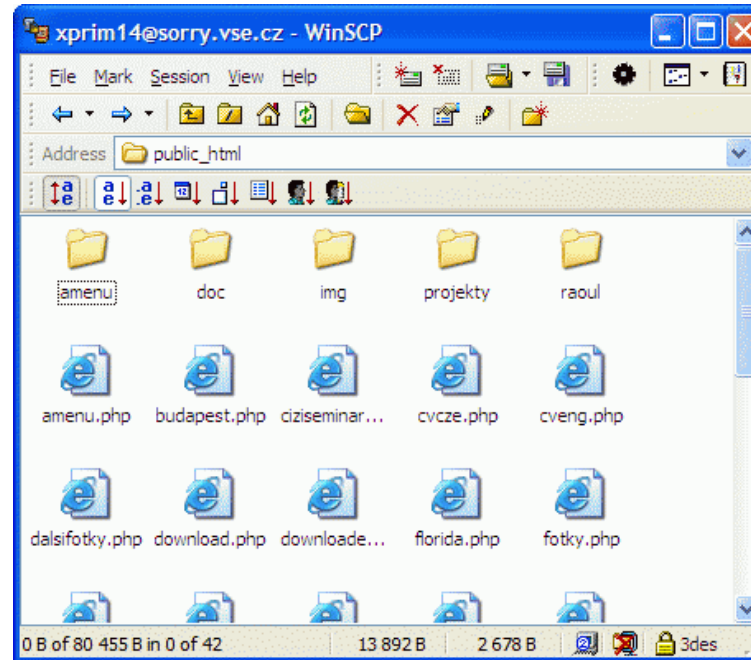 xprim14@sorry.vse.cz - WinSCP
File Mark Session View Help
Address public_html
amenu doc img projekty raoul
amenu.php budapest.php ciziseminar... cvcze.php cveng.php
dalsifotky.php download.php downloade... florida.php fotky.php
0 B of 80 455 B in 0 of 42 13 892 B 2 678 B 3des